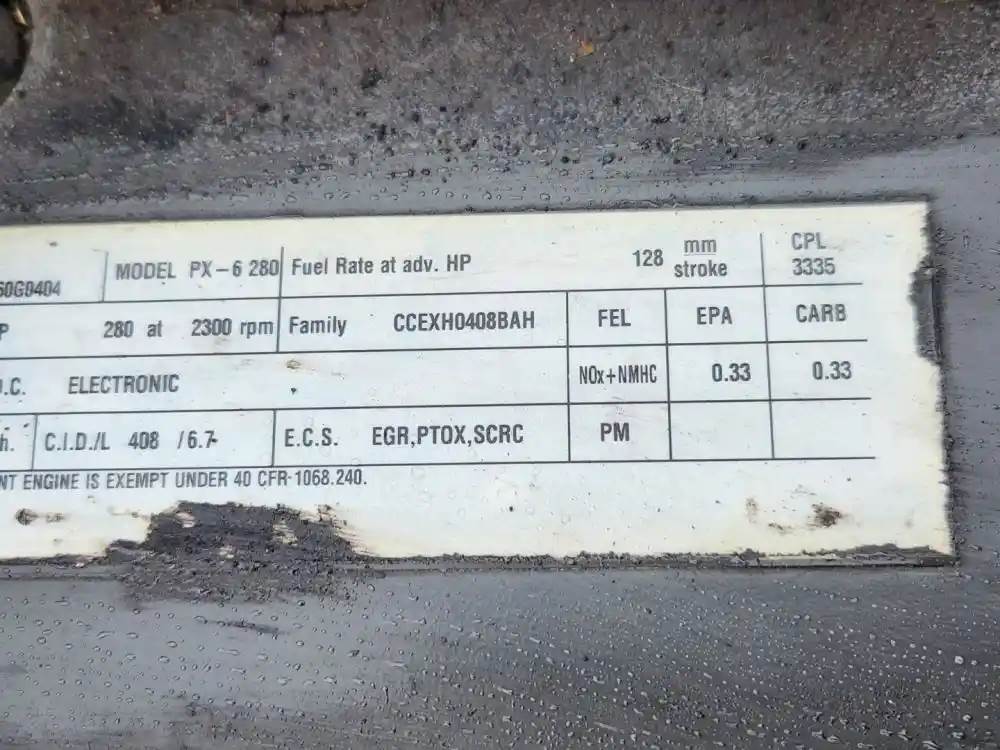 MODEL PX-6 280 Fuel Rate at adv. HP 128 mm stroke CPL 3335
60G0404
P 280 at 2300 rpm Family CCEXH0408BAH FEL EPA CARB
.C. ELECTRONIC NOx+NMHC 0.33 0.33
h. C.I.D./L 408 /6.7 E.C.S. EGR,PTOX,SCRC PM
NT ENGINE IS EXEMPT UNDER 40 CFR-1068.240.